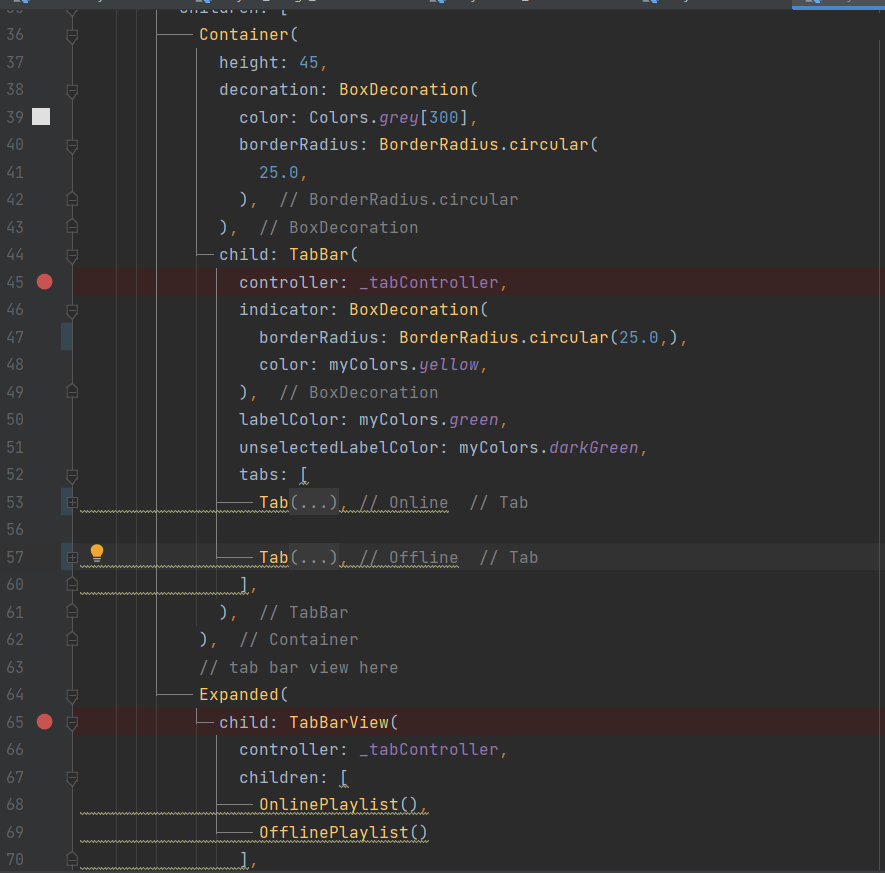 children: [
36 Container(
37 height: 45,
38 decoration: BoxDecoration(
39 color: Colors.grey[300],
40 borderRadius: BorderRadius.circular(
41 25.0,
42 ), // BorderRadius.circular
43 ), // BoxDecoration
44 child: TabBar(
45 controller: _tabController,
46 indicator: BoxDecoration(
47 borderRadius: BorderRadius.circular(25.0,),
48 color: myColors.yellow,
49 ), // BoxDecoration
50 labelColor: myColors.green,
51 unselectedLabelColor: myColors.darkGreen,
52 tabs: [
53 Tab(...), // Online // Tab
56
57 Tab(...), // Offline // Tab
60 ],
61 ), // TabBar
62 ), // Container
63 // tab bar view here
64 Expanded(
65 child: TabBarView(
66 controller: _tabController,
67 children: [
68 OnlinePlaylist(),
69 OfflinePlaylist()
70 ],